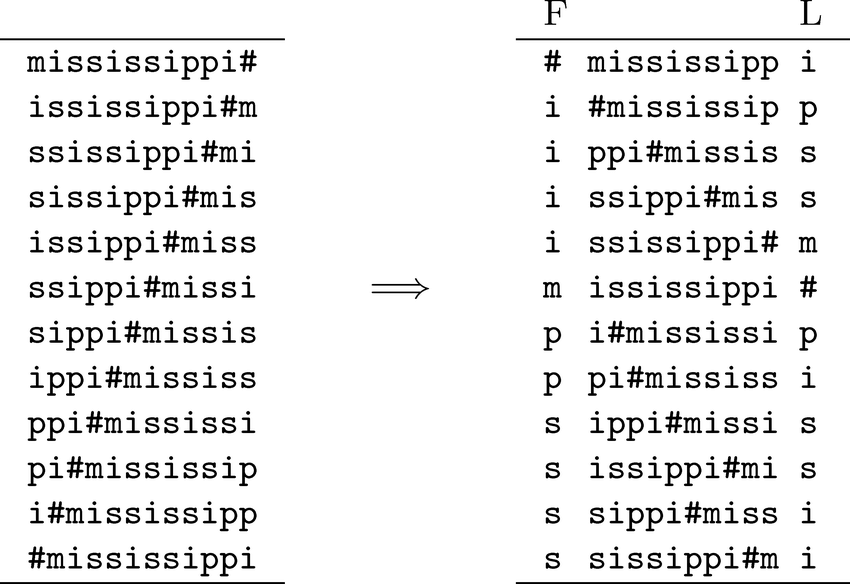 F L
mississippi# # mississipp i
ississippi#m i #mississip p
ssissippi#mi i ppi#missis s
sissippi#mis i ssippi#mis s
issippi#miss i ssissippi# m
ssippi#missi ⟹ m ississippi #
sippi#missis p i#mississi p
ippi#mississ p pi#mississ i
ppi#mississi s ippi#missi s
pi#mississip s issippi#mi s
i#mississipp s sippi#miss i
#mississippi s sissippi#m i